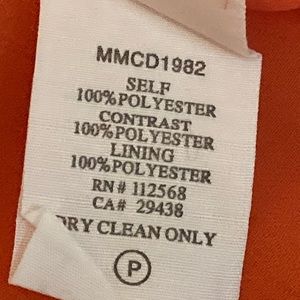 MMCD1982
SELF
100%POLYESTER
CONTRAST
100%POLYESTER
LINING
100%POLYESTER
RN# 112568
CA# 29438
DRY CLEAN ONLY
P